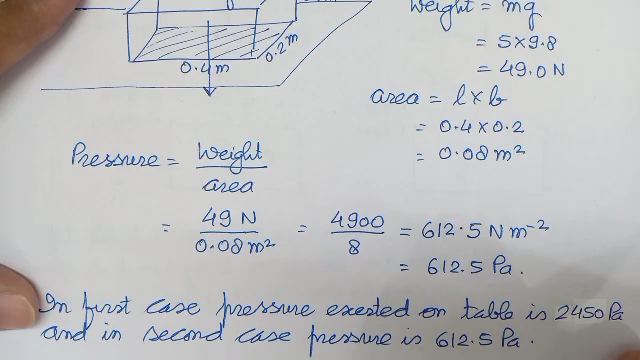 Weight = mg
= 5×9.8
= 49.0 N
0.4m
0.2m
area = l×b
= 0.4×0.2
= 0.08 m²
Pressure = Weight / area
= 49 N / 0.08 m² = 4900 / 8 = 612.5 N m⁻²
= 612.5 Pa.
In first case pressure exested on table is 2450 Pa
and in second case pressure is 612.5 Pa.